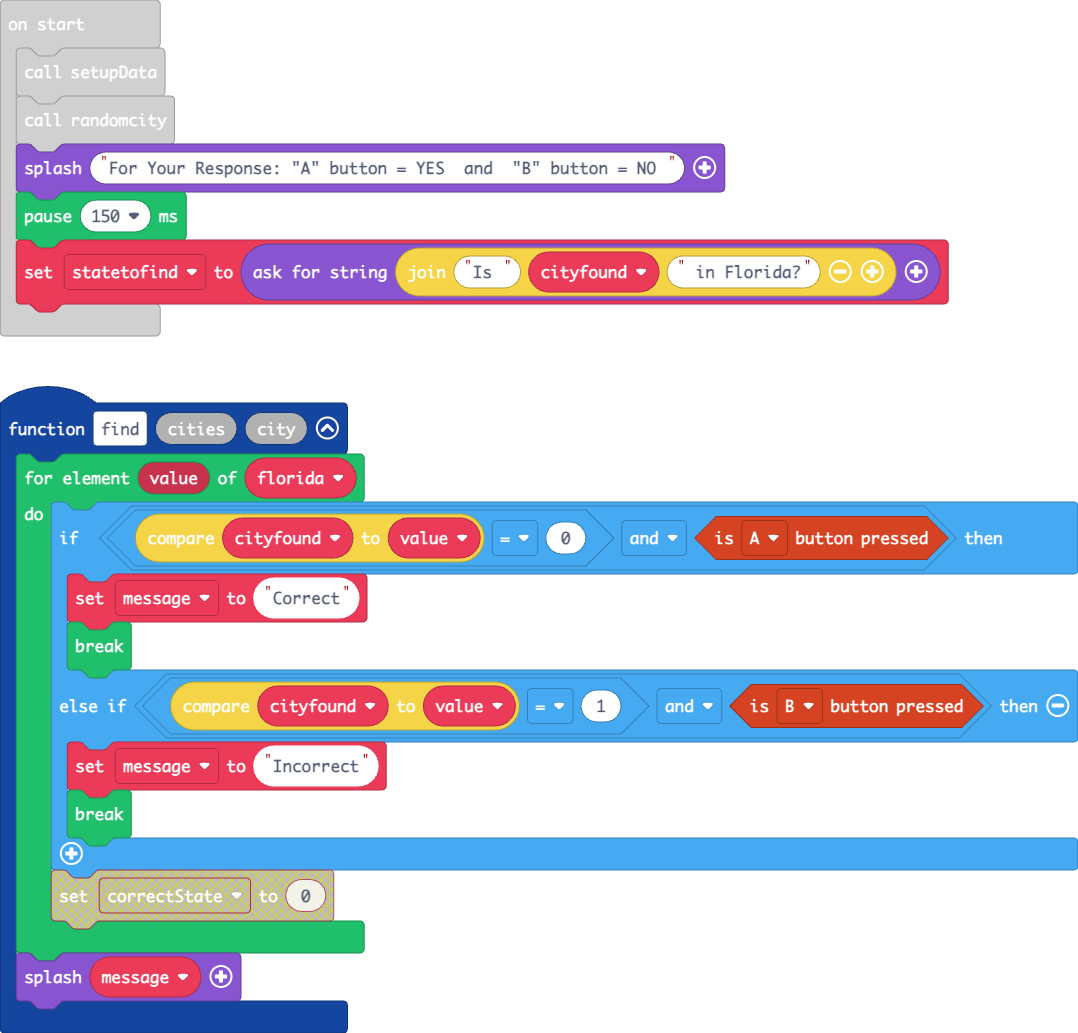 on start
call setupData
call randomcity
splash "For Your Response: "A" button = YES  and  "B" button = NO "
pause 150 ms
set statetofind to ask for string join "Is " cityfound " in Florida?"
function find cities city
for element value of florida
do
if compare cityfound to value = 0 and is A button pressed then
set message to "Correct"
break
else if compare cityfound to value = 1 and is B button pressed then
set message to "Incorrect"
break
set correctState to 0
splash message